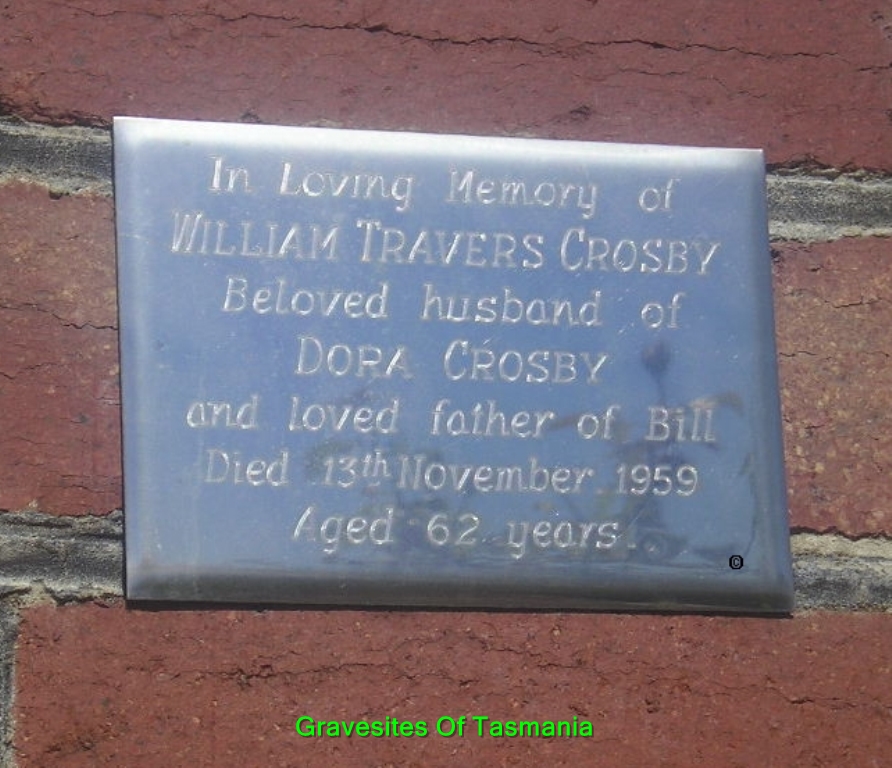 In Loving Memory of
WILLIAM TRAVERS CROSBY
Beloved husband of
DORA CROSBY
and loved father of Bill
Died 13th November 1959
Aged 62 years.
©
Gravesites Of Tasmania